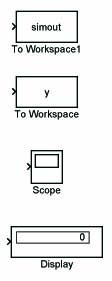 simout
To Workspace1
y
To Workspace
Scope
0
Display